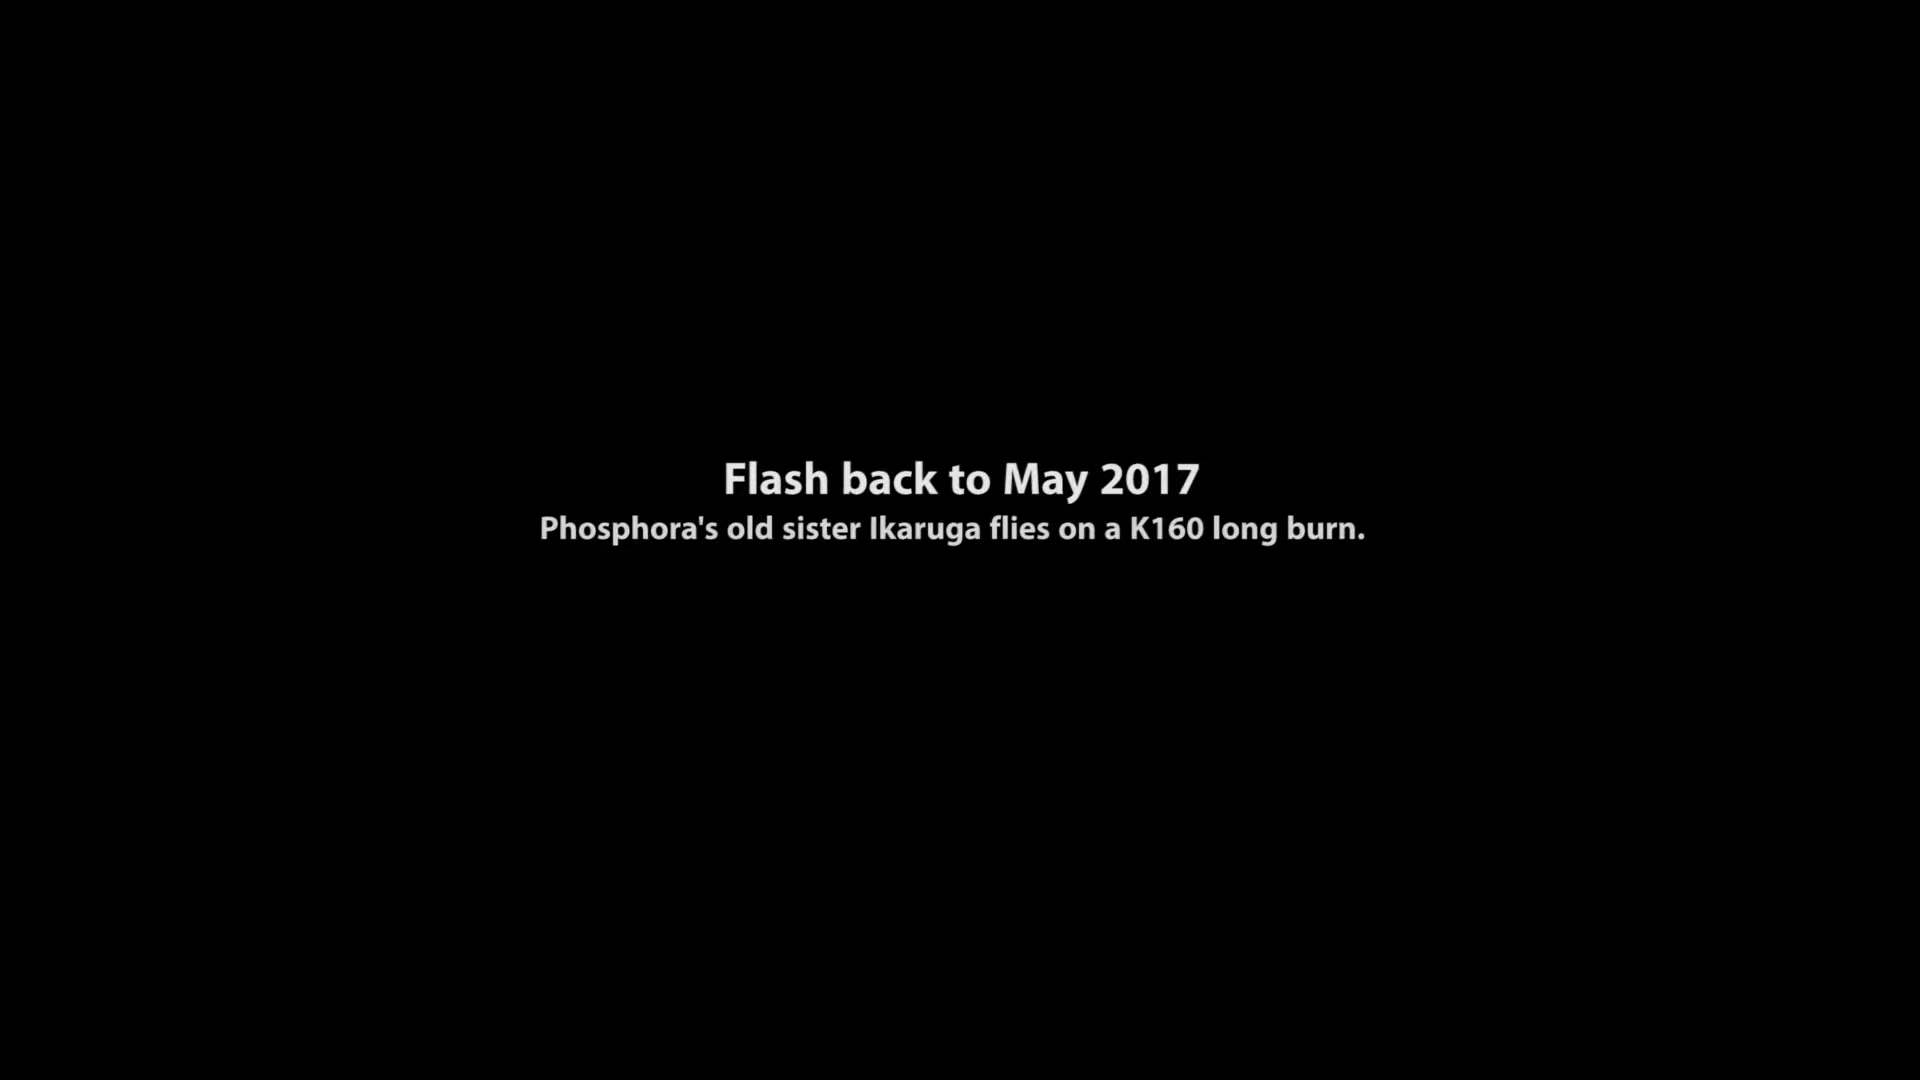 Flash back to May 2017
Phosphora's old sister Ikaruga flies on a K160 long burn.